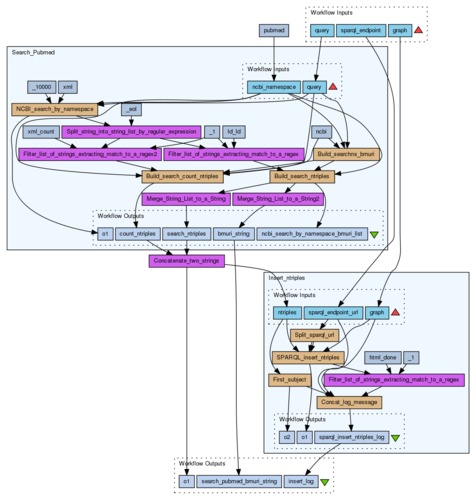 Workflow Inputs
pubmed
query sparql_endpoint graph
Search_Pubmed
Workflow Inputs
_10000 xml
ncbi_namespace query
NCBI_search_by_namespace
_eol
xml_count Split_string_into_string_list_by_regular_expression _1 ncbi
Filter_list_of_strings_extracting_match_to_a_regex2 Filter_list_of_strings_extracting_match_to_a_regex Build_searchns_bmuri
Build_search_count_ntriples Build_search_ntriples
Merge_String_List_to_a_String Merge_String_List_to_a_String2
Workflow Outputs
o1 count_ntriples search_ntriples bmuri_string ncbi_search_by_namespace_bmuri_list
Concatenate_two_strings
Insert_ntriples
Workflow Inputs
ntriples sparql_endpoint_url graph
Split_sparql_url
SPARQL_insert_ntriples html_done _1
First_subject Filter_list_of_strings_extracting_match_to_a_regex
Concat_log_message
Workflow Outputs
o2 o1 sparql_insert_ntriples_log
Workflow Outputs
o1 search_pubmed_bmuri_string insert_log